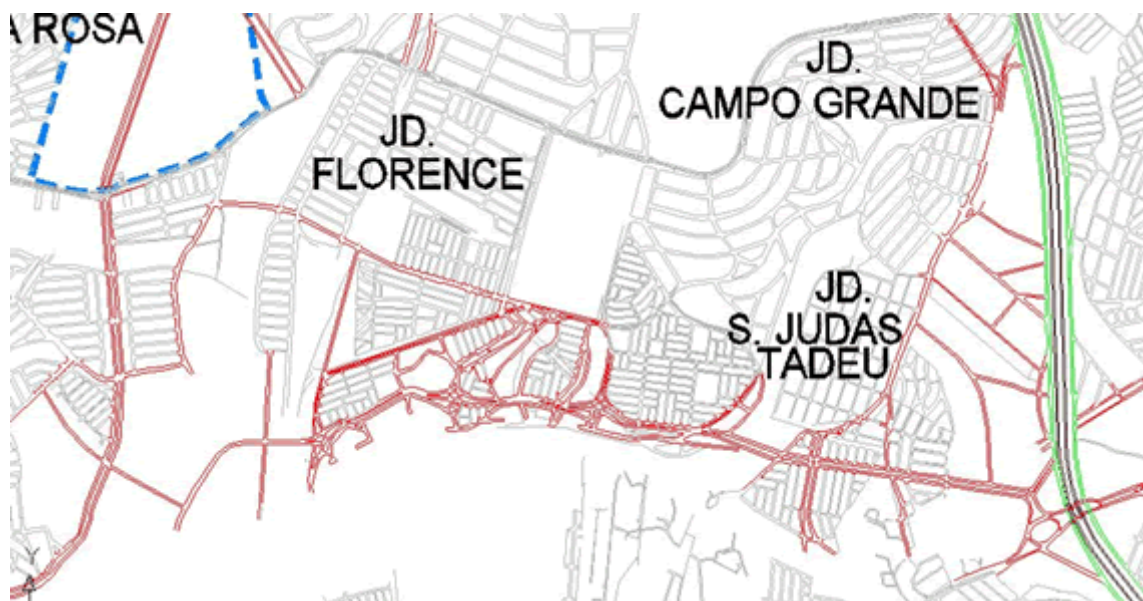 A ROSA
JD.
CAMPO GRANDE
JD.
FLORENCE
JD.
S. JUDAS
TADEU
Y